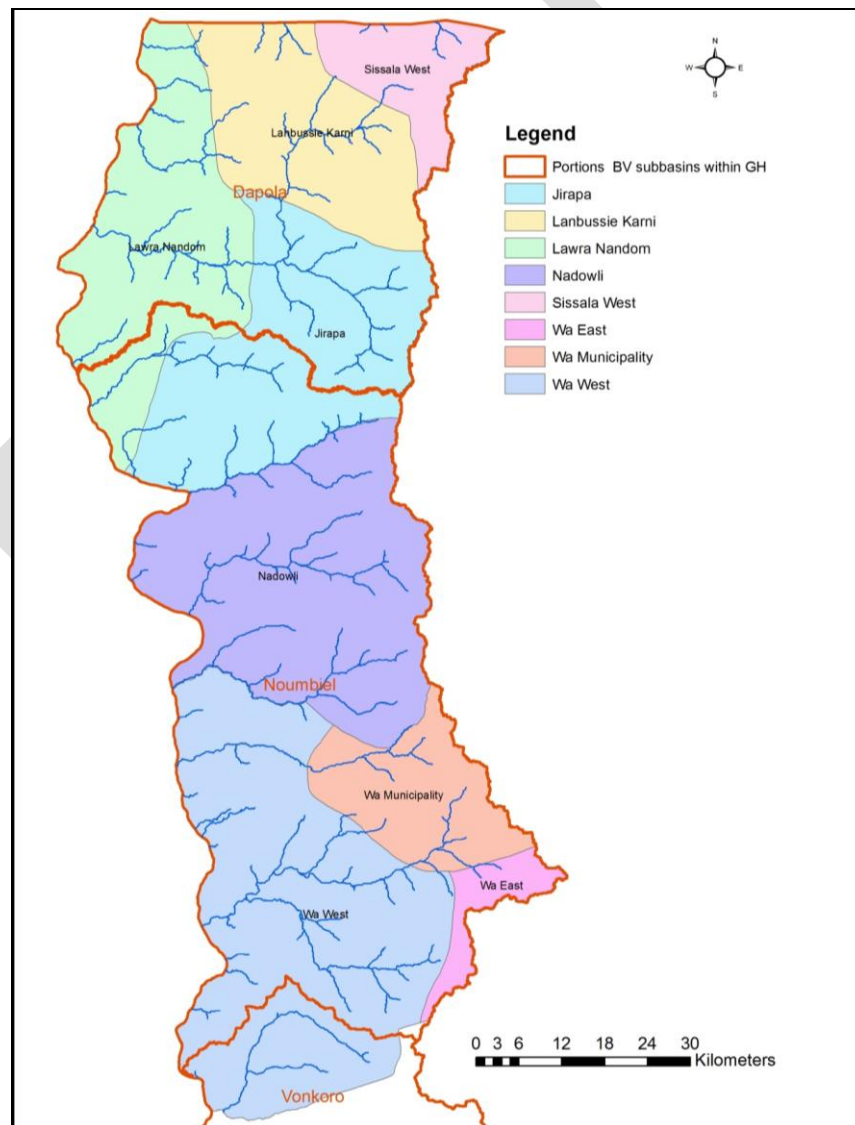 N
W E
S
Sissala West
Lanbussie Karni
Dapola
Lawra Nandom
Jirapa
Nadowli
Noumbiel
Wa Municipality
Wa East
Wa West
Vonkoro
Legend
Portions BV subbasins within GH
Jirapa
Lanbussie Karni
Lawra Nandom
Nadowli
Sissala West
Wa East
Wa Municipality
Wa West
0 3 6 12 18 24 30
Kilometers